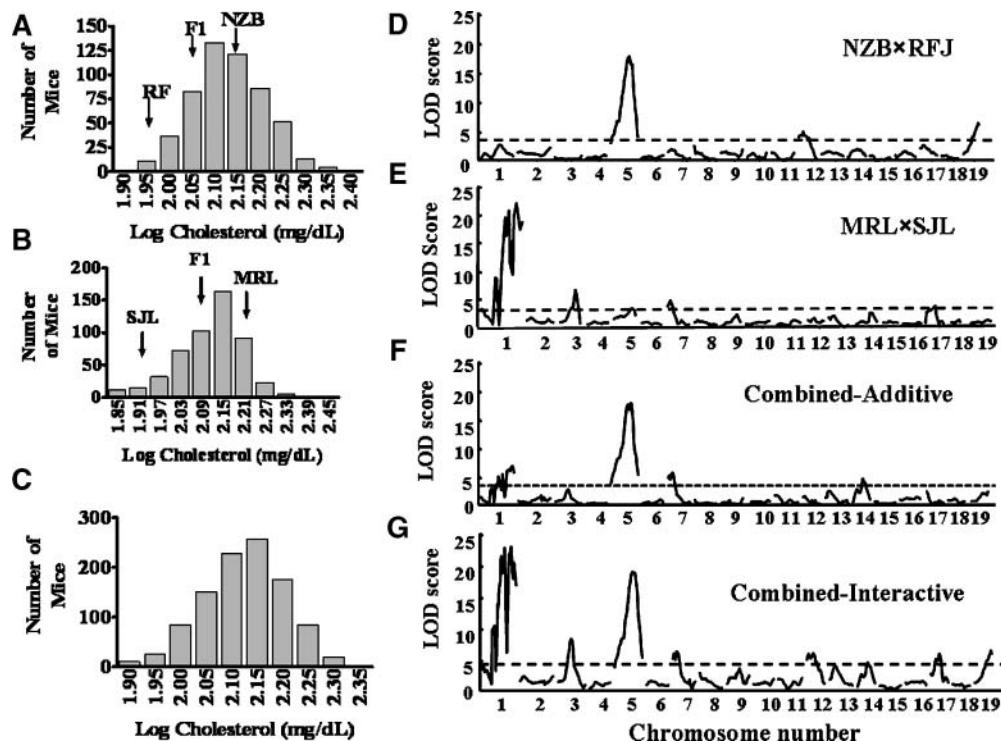 A
Number of
Mice
150
125
100
75
50
25
0
RF
F1
NZB
1.90
1.95
2.00
2.05
2.10
2.15
2.20
2.25
2.30
2.35
2.40
Log Cholesterol (mg/dL)
B
Number
of Mice
200
150
100
50
0
SJL
F1
MRL
1.85
1.91
1.97
2.03
2.09
2.15
2.21
2.27
2.33
2.39
2.45
Log Cholesterol (mg/dL)
C
Number of
Mice
300
200
100
0
1.90
1.95
2.00
2.05
2.10
2.15
2.20
2.25
2.30
2.35
Log Cholesterol (mg/dL)
D
LOD score
25
20
15
10
5
0
NZB×RFJ
1 2 3 4 5 6 7 8 9 10 11 12 13 14 15 16 17 18 19
E
LOD Score
25
20
15
10
5
0
MRL×SJL
1 2 3 4 5 6 7 8 9 10 11 12 13 14 15 16 17 18 19
F
LOD score
25
20
15
10
5
0
Combined-Additive
1 2 3 4 5 6 7 8 9 10 11 12 13 14 15 16 17 18 19
G
LOD score
25
20
15
10
5
0
Combined-Interactive
1 2 3 4 5 6 7 8 9 10 11 12 13 14 15 16 17 18 19
Chromosome number